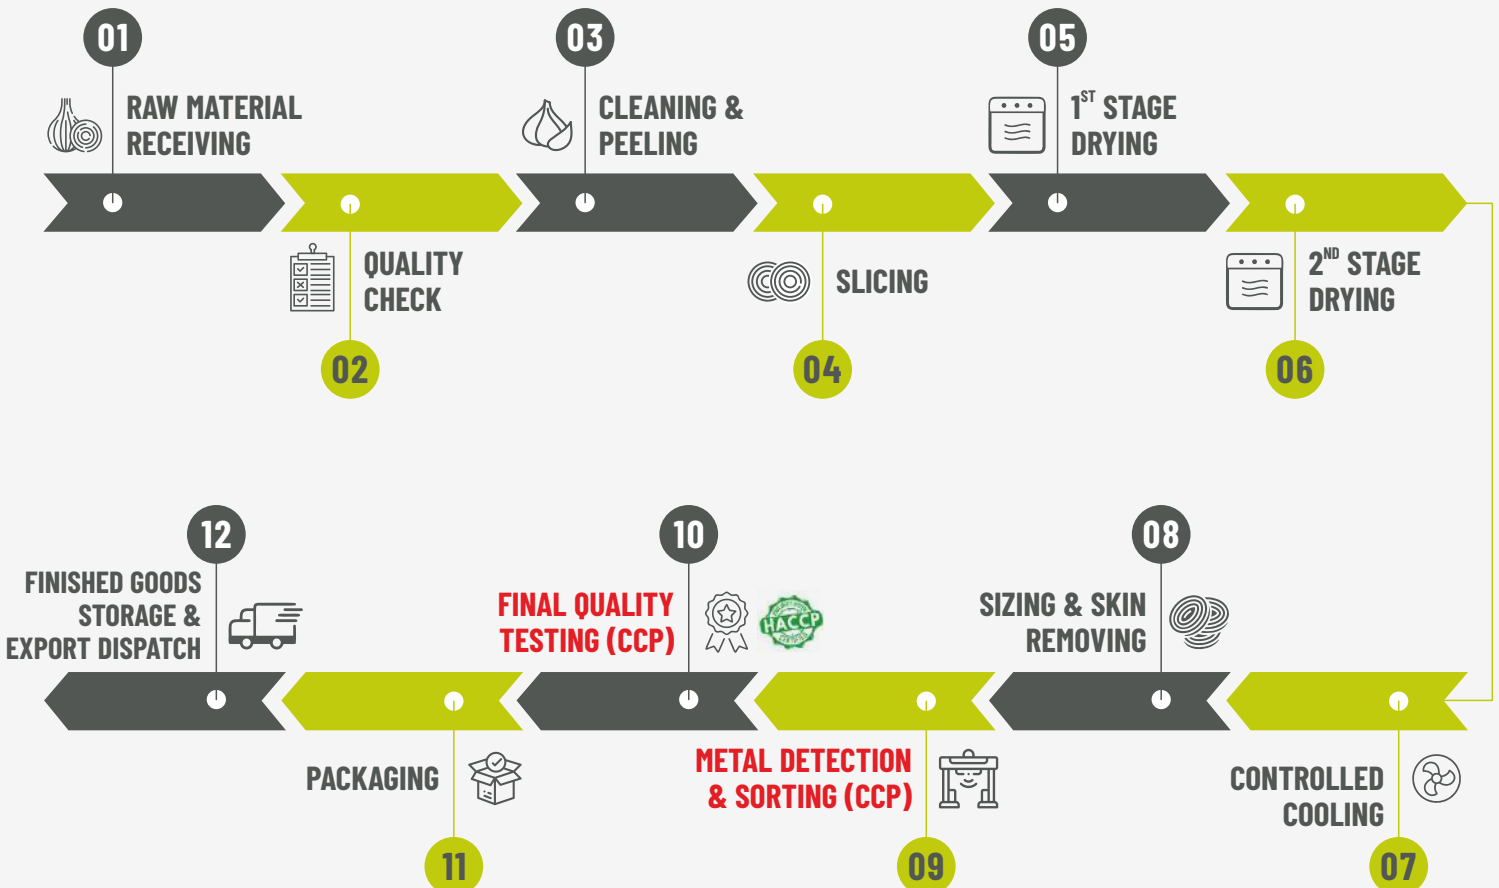 01
RAW MATERIAL
RECEIVING
02
QUALITY
CHECK
03
CLEANING &
PEELING
04
SLICING
05
1ST STAGE
DRYING
06
2ND STAGE
DRYING
07
CONTROLLED
COOLING
08
SIZING & SKIN
REMOVING
09
METAL DETECTION
& SORTING (CCP)
10
FINAL QUALITY
TESTING (CCP)
HACCP
CERTIFIED
11
PACKAGING
12
FINISHED GOODS
STORAGE &
EXPORT DISPATCH